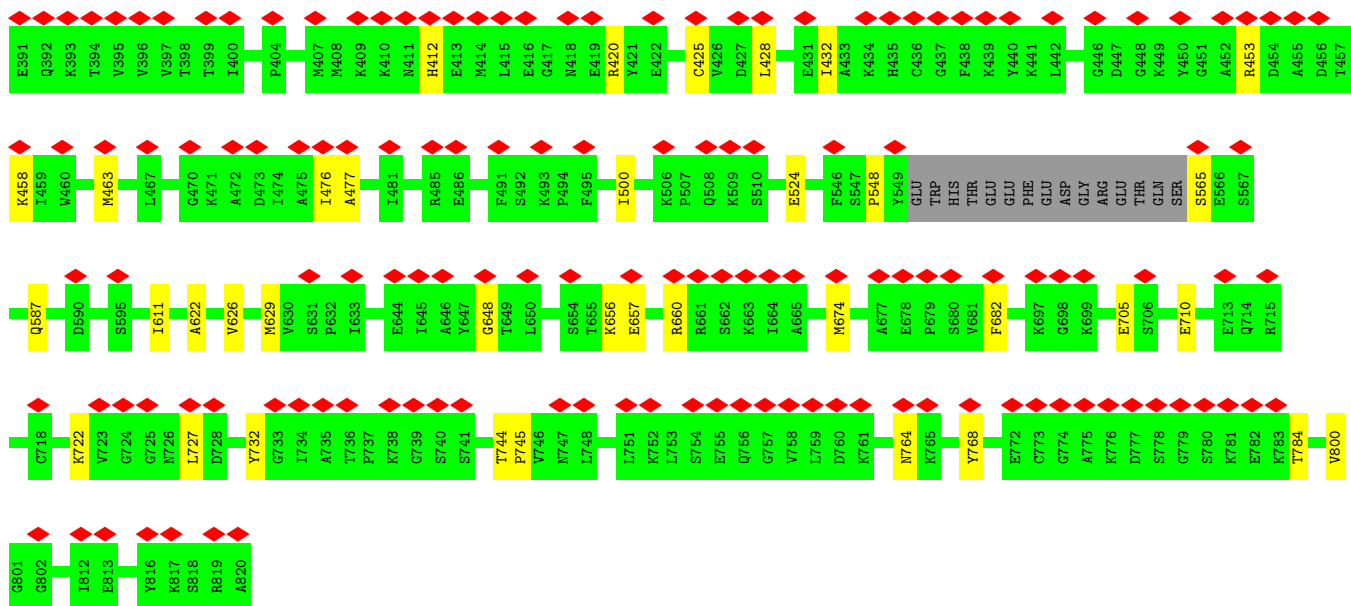 E391 Q392 K393 T394 V395 V396 V397 T398 T399 I400 P404 M407 M408 K409 K410 N411 H412 E413 M414 L415 E416 G417 N418 E419 R420 Y421 E422 C425 V426 D427 L428 E431 I432 A433 K434 H435 C436 G437 F438 K439 Y440 K441 L442 G446 D447 G448 K449 Y450 G451 A452 R453 D454 A455 D456 T457
K458 I459 W460 M463 L467 G470 K471 A472 D473 I474 A475 I476 A477 I481 R485 E486 F491 S492 K493 P494 F495 I500 K506 P507 Q508 K509 S510 E524 F546 S547 P548 Y549 GLU TRP HIS THR GLU GLU PHE GLU ASP GLY ARG GLU THR GLN SER S565 E566 S567
Q587 D590 S595 I611 A622 V626 M629 V630 S631 P632 I633 E644 I645 A646 Y647 G648 T649 L650 S654 T655 K656 E657 R660 R661 S662 K663 I664 A665 M674 A677 E678 P679 S680 V681 F682 K697 G698 K699 E705 S706 E710 E713 Q714 R715
C718 K722 V723 G724 G725 N726 L727 D728 Y732 G733 I734 A735 T736 P737 K738 G739 S740 S741 T744 P745 V746 N747 L748 L751 K752 L753 S754 E755 Q756 G757 V758 L759 D760 K761 N764 K765 Y768 E772 C773 G774 A775 K776 D777 S778 G779 S780 K781 E782 K783 T784 V800
G801 G802 I812 E813 Y816 K817 S818 R819 A820